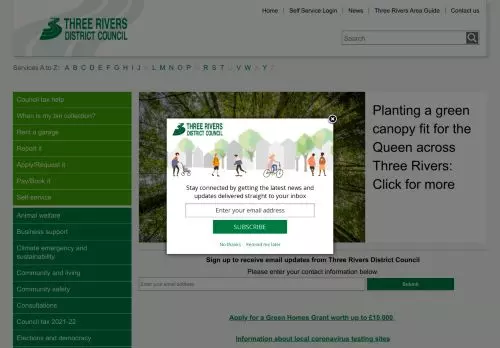 Home | Self Service Login | News | Three Rivers Area Guide | Contact us
THREE RIVERS
DISTRICT COUNCIL
Search
Services A to Z: A B C D E F G H I J K L M N O P Q R S T U V W X Y Z
Council tax help
When is my bin collection?
Rent a garage
Report it
Apply/Request it
Pay/Book it
Self-service
Animal welfare
Business support
Climate emergency and
sustainability
Community and living
Community safety
Consultations
Council tax 2021-22
Elections and democracy
Planting a green
canopy fit for the
Queen across
Three Rivers:
Click for more
THREE RIVERS
DISTRICT COUNCIL
Stay connected by getting the latest news and
updates delivered straight to your inbox
Enter your email address
SUBSCRIBE
No thanks Remind me later
Sign up to receive email updates from Three Rivers District Council
Please enter your contact information below
Enter your email address
Submit
Apply for a Green Homes Grant worth up to £10,000
Information about local coronavirus testing sites